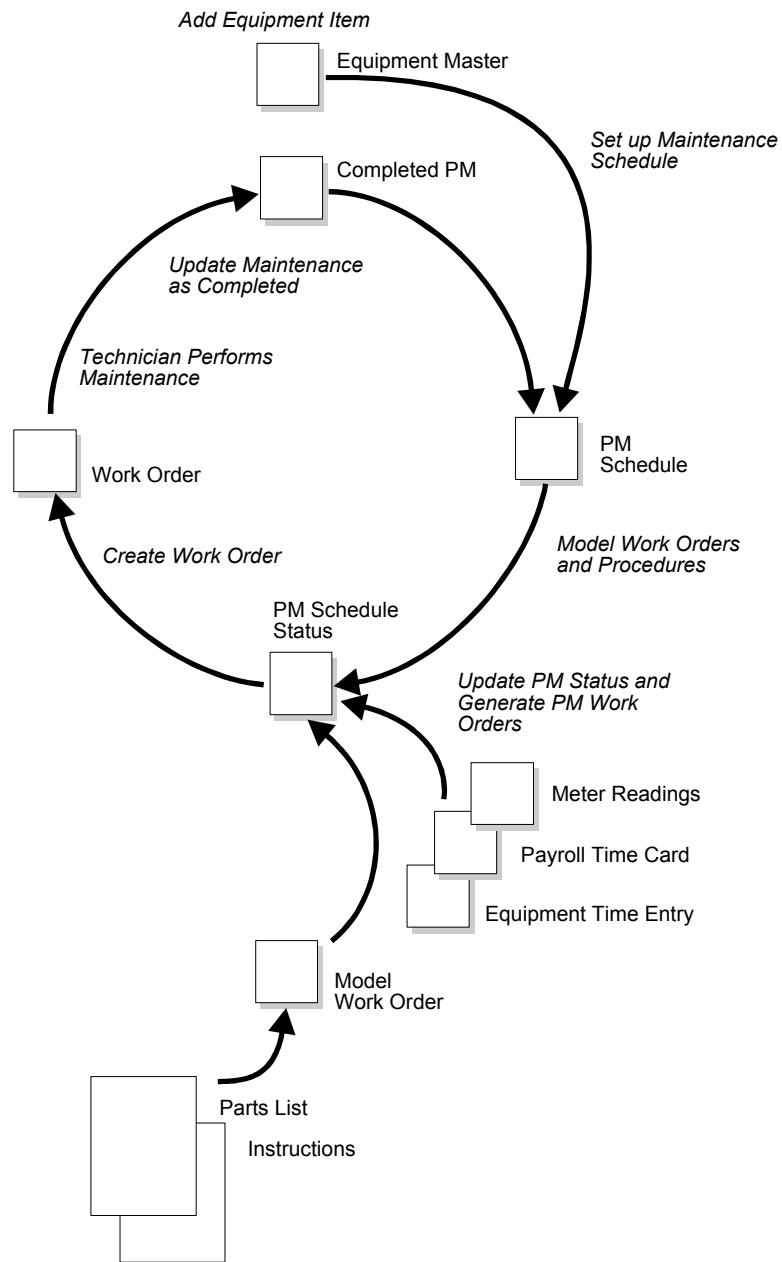 Add Equipment Item
Equipment Master
Set up Maintenance
Schedule
Completed PM
Update Maintenance
as Completed
Technician Performs
Maintenance
PM
Schedule
Work Order
Model Work Orders
and Procedures
Create Work Order
PM Schedule
Status
Update PM Status and
Generate PM Work
Orders
Meter Readings
Payroll Time Card
Equipment Time Entry
Model
Work Order
Parts List
Instructions